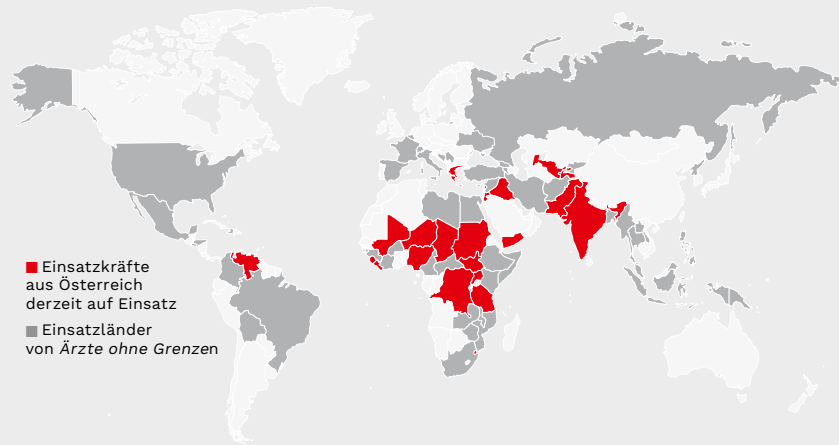 Einsatzkräfte
aus Österreich
derzeit auf Einsatz
Einsatzländer
von Ärzte ohne Grenzen